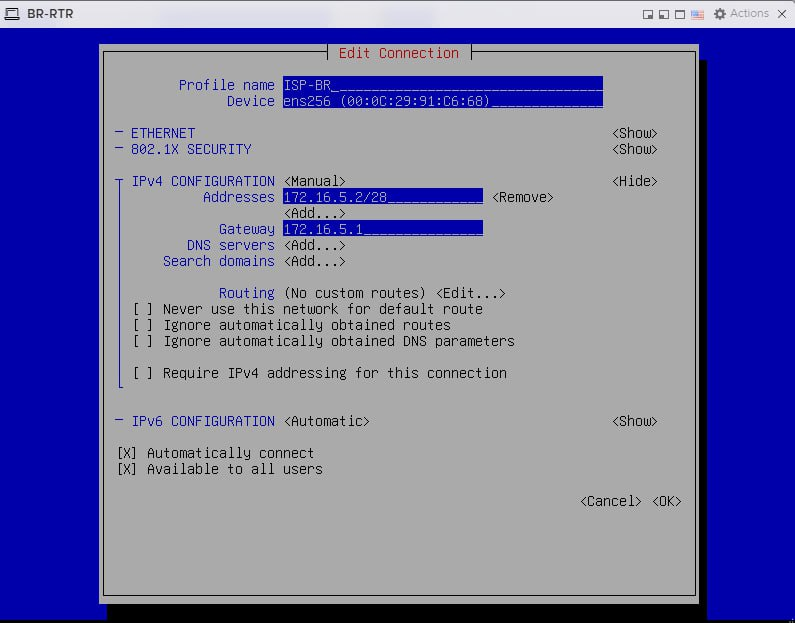 BR-RTR
Actions
Edit Connection
Profile name ISP-BR
Device ens256 (00:0C:29:91:C6:68)
ETHERNET <Show>
802.1X SECURITY <Show>
IPv4 CONFIGURATION <Manual> <Hide>
Addresses 172.16.5.2/28 <Remove>
<Add...>
Gateway 172.16.5.1
DNS servers <Add...>
Search domains <Add...>
Routing (No custom routes) <Edit...>
[ ] Never use this network for default route
[ ] Ignore automatically obtained routes
[ ] Ignore automatically obtained DNS parameters
[ ] Require IPv4 addressing for this connection
IPv6 CONFIGURATION <Automatic> <Show>
[X] Automatically connect
[X] Available to all users
<Cancel> <OK>